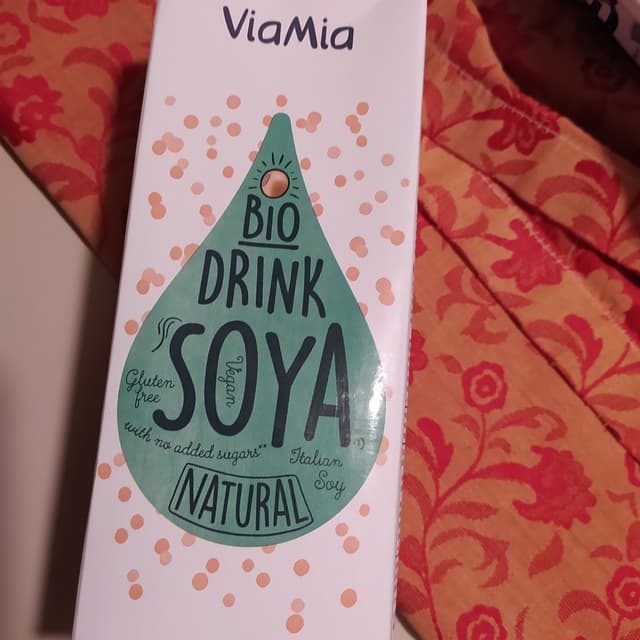 ViaMia
BIO
DRINK
SOYA
Vegan
Gluten
free
with no added sugars**
Italian
Soy
NATURAL